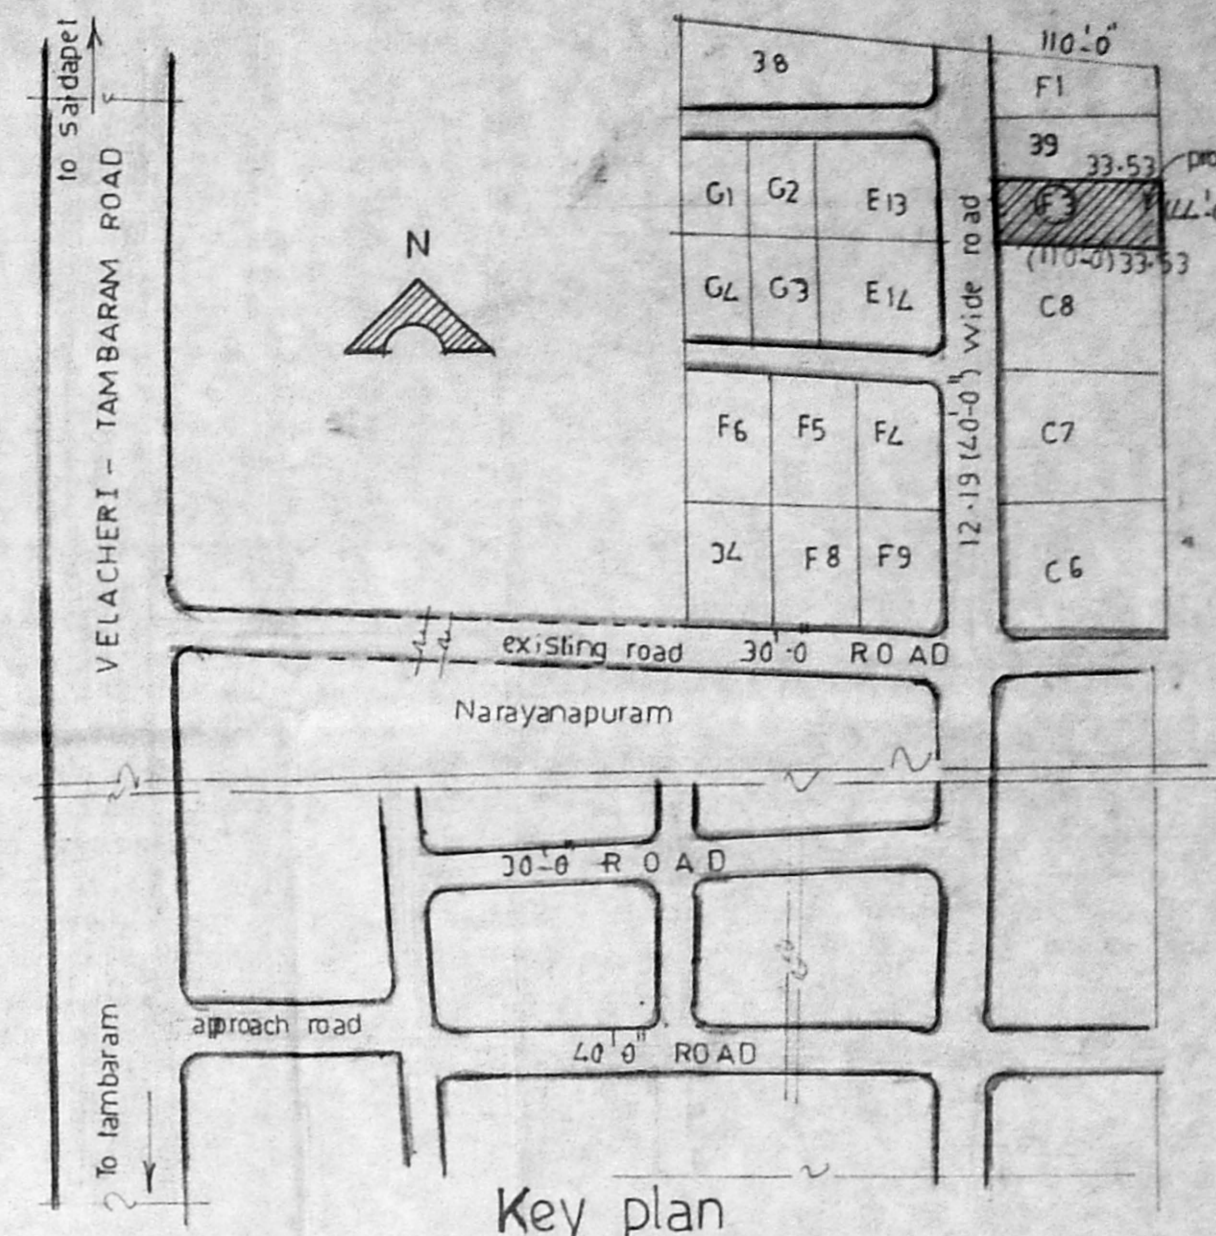 to saidapet
VELACHERI - TAMBARAM ROAD
To Tambaram
N
38
110'-0"
F1
39
33.53
F3
(110-0) 33.53
G1 G2 E13
G4 G3 E14
12.19 (40'-0") Wide road
C8
F6 F5 F4
C7
34 F8 F9
C6
existing road 30'-0" ROAD
Narayanapuram
30'-0" ROAD
approach road
40'-0" ROAD
Key plan